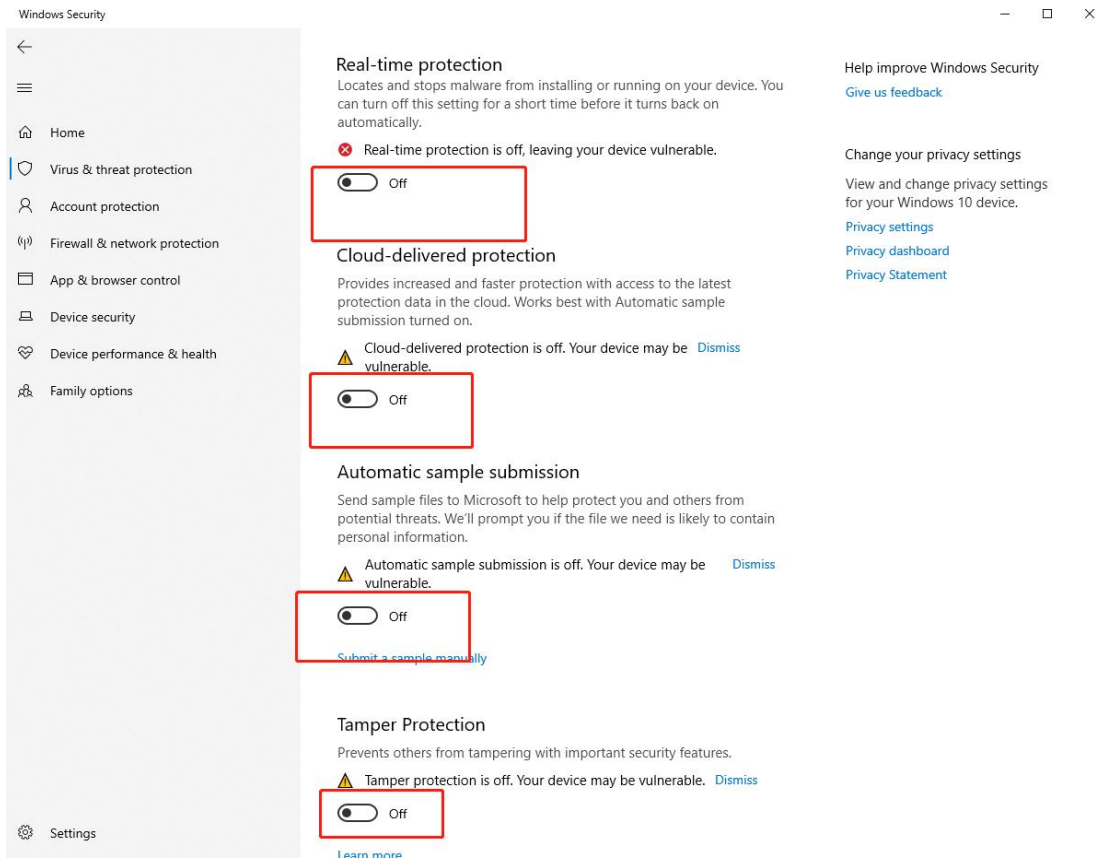 Windows Security
Home
Virus & threat protection
Account protection
Firewall & network protection
App & browser control
Device security
Device performance & health
Family options
Settings
Real-time protection
Locates and stops malware from installing or running on your device. You
can turn off this setting for a short time before it turns back on
automatically.
Real-time protection is off, leaving your device vulnerable.
Off
Cloud-delivered protection
Provides increased and faster protection with access to the latest
protection data in the cloud. Works best with Automatic sample
submission turned on.
Cloud-delivered protection is off. Your device may be Dismiss
vulnerable.
Off
Automatic sample submission
Send sample files to Microsoft to help protect you and others from
potential threats. We'll prompt you if the file we need is likely to contain
personal information.
Automatic sample submission is off. Your device may be Dismiss
vulnerable.
Off
Submit a sample manually
Tamper Protection
Prevents others from tampering with important security features.
Tamper protection is off. Your device may be vulnerable. Dismiss
Off
Learn more
Help improve Windows Security
Give us feedback
Change your privacy settings
View and change privacy settings
for your Windows 10 device.
Privacy settings
Privacy dashboard
Privacy Statement